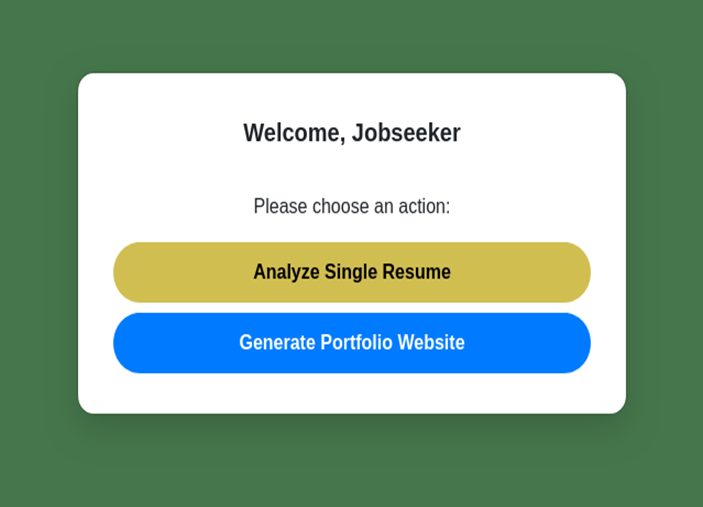 Welcome, Jobseeker
Please choose an action:
Analyze Single Resume
Generate Portfolio Website